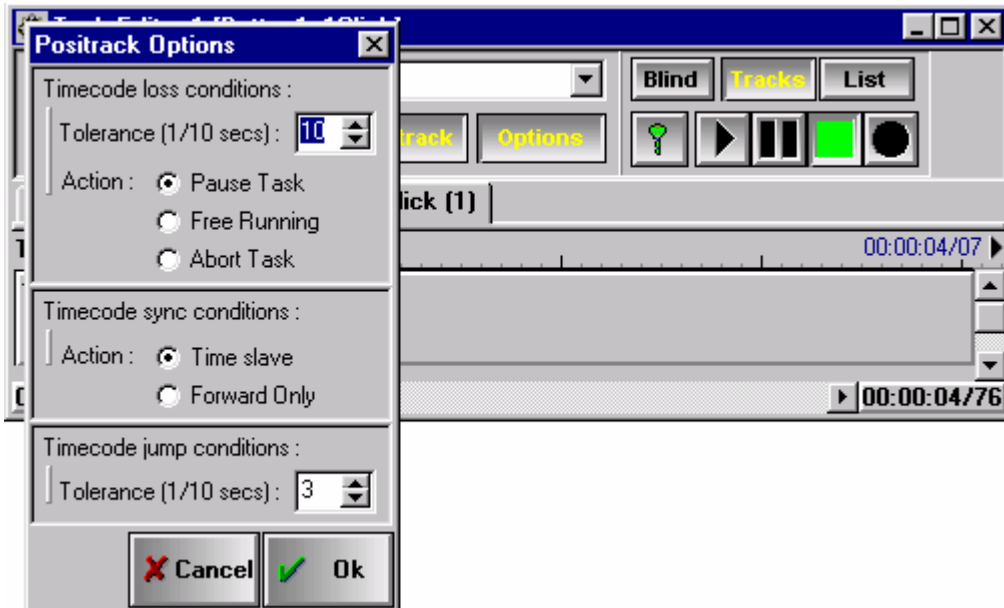 Positrack Options
Timecode loss conditions :
Tolerance (1/10 secs) : 10
Action : Pause Task
Free Running
Abort Task
Timecode sync conditions :
Action : Time slave
Forward Only
Timecode jump conditions :
Tolerance (1/10 secs) : 3
Cancel Ok
Blind Tracks List
track Options
lick (1)
00:00:04/07
00:00:04/76